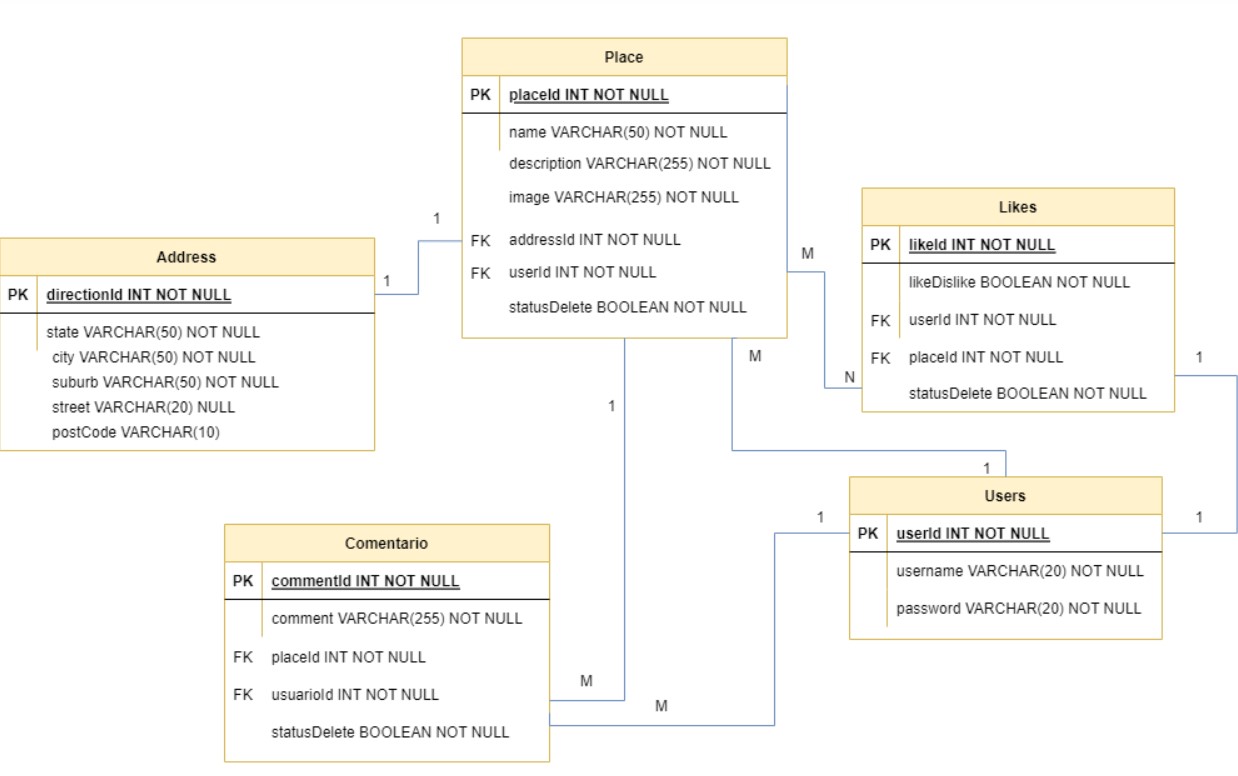 Place
PK placeId INT NOT NULL
name VARCHAR(50) NOT NULL
description VARCHAR(255) NOT NULL
image VARCHAR(255) NOT NULL
FK addressId INT NOT NULL
FK userId INT NOT NULL
statusDelete BOOLEAN NOT NULL
1
1
Address
PK directionId INT NOT NULL
state VARCHAR(50) NOT NULL
city VARCHAR(50) NOT NULL
suburb VARCHAR(50) NOT NULL
street VARCHAR(20) NULL
postCode VARCHAR(10)
M
N
Likes
PK likeId INT NOT NULL
likeDislike BOOLEAN NOT NULL
FK userId INT NOT NULL
FK placeId INT NOT NULL
statusDelete BOOLEAN NOT NULL
1
1
M
1
1
M
Comentario
PK commentId INT NOT NULL
comment VARCHAR(255) NOT NULL
FK placeId INT NOT NULL
FK usuarioId INT NOT NULL
statusDelete BOOLEAN NOT NULL
M
1
Users
PK userId INT NOT NULL
username VARCHAR(20) NOT NULL
password VARCHAR(20) NOT NULL